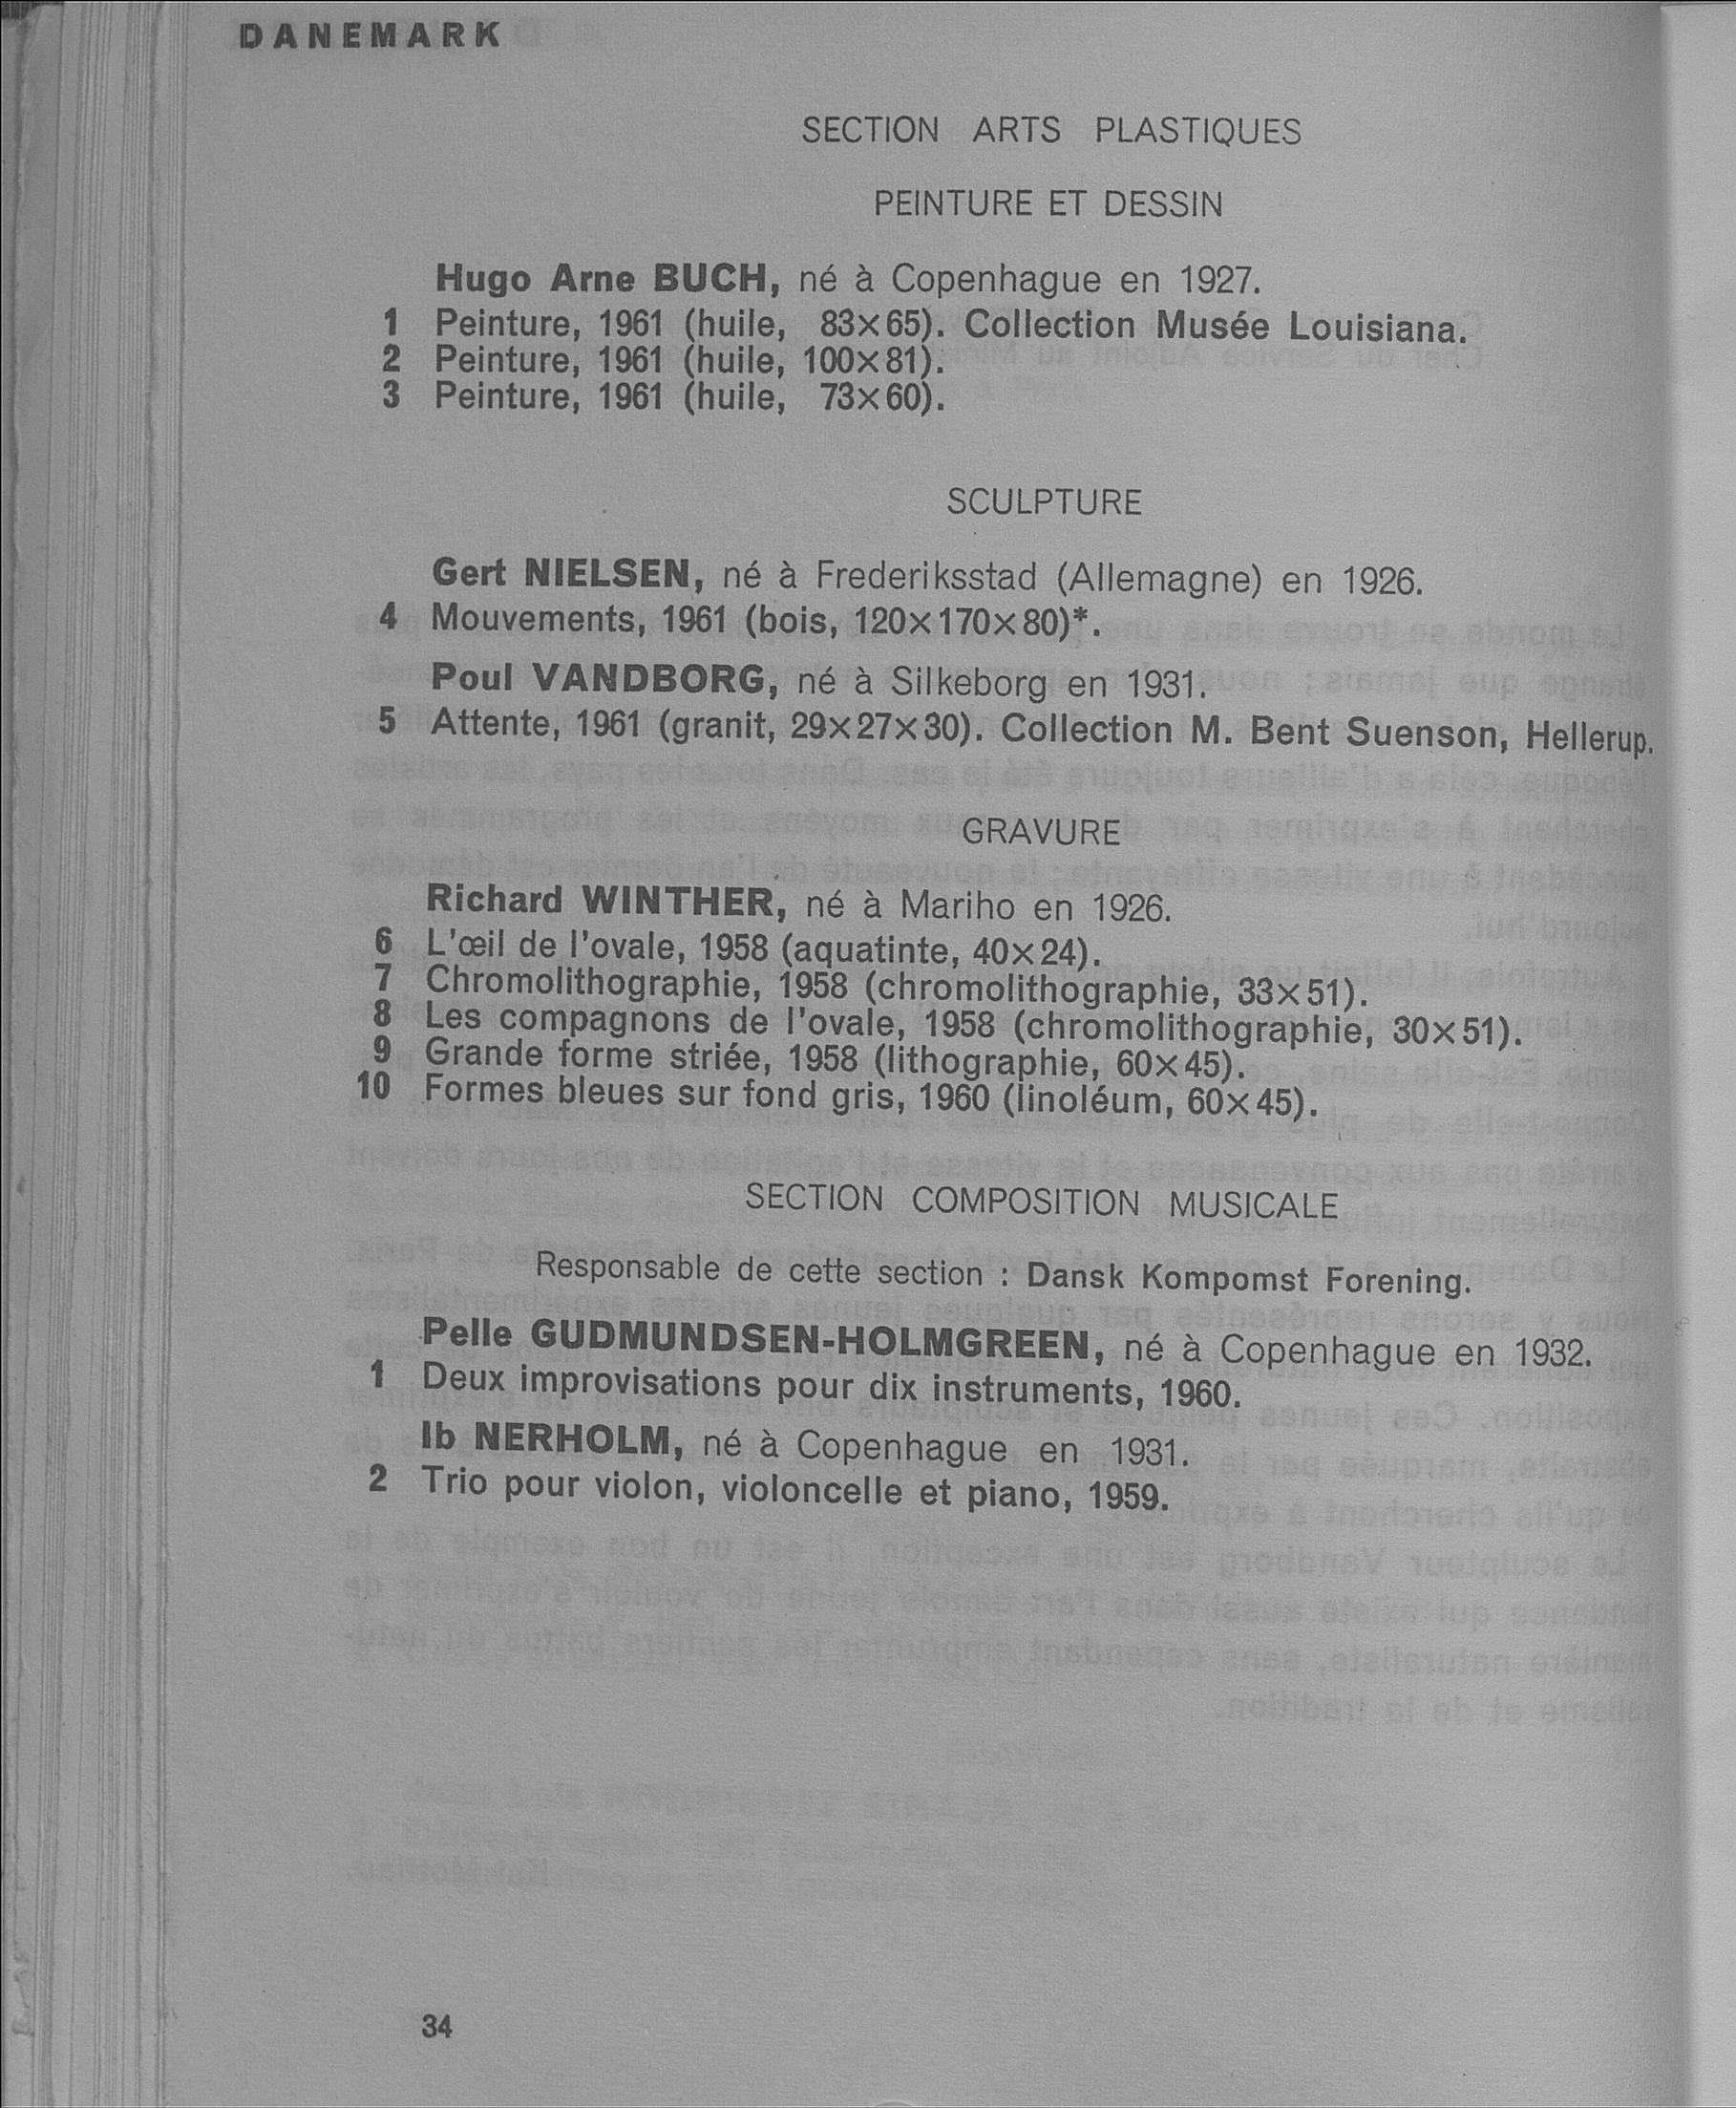 DANEMARK
SECTION ARTS PLASTIQUES
PEINTURE ET DESSIN
Hugo Arne BUCH, né à Copenhague en 1927.
1 Peinture, 1961 (huile, 83×65). Collection Musée Louisiana.
2 Peinture, 1961 (huile, 100×81).
3 Peinture, 1961 (huile, 73×60).
SCULPTURE
Gert NIELSEN, né à Frederiksstad (Allemagne) en 1926.
4 Mouvements, 1961 (bois, 120×170×80)*.
Poul VANDBORG, né à Silkeborg en 1931.
5 Attente, 1961 (granit, 29×27×30). Collection M. Bent Suenson, Hellerup.
GRAVURE
Richard WINTHER, né à Mariho en 1926.
6 L'œil de l'ovale, 1958 (aquatinte, 40×24).
7 Chromolithographie, 1958 (chromolithographie, 33×51).
8 Les compagnons de l'ovale, 1958 (chromolithographie, 30×51).
9 Grande forme striée, 1958 (lithographie, 60×45).
10 Formes bleues sur fond gris, 1960 (linoléum, 60×45).
SECTION COMPOSITION MUSICALE
Responsable de cette section : Dansk Kompomst Forening.
Pelle GUDMUNDSEN-HOLMGREEN, né à Copenhague en 1932.
1 Deux improvisations pour dix instruments, 1960.
Ib NERHOLM, né à Copenhague en 1931.
2 Trio pour violon, violoncelle et piano, 1959.
34